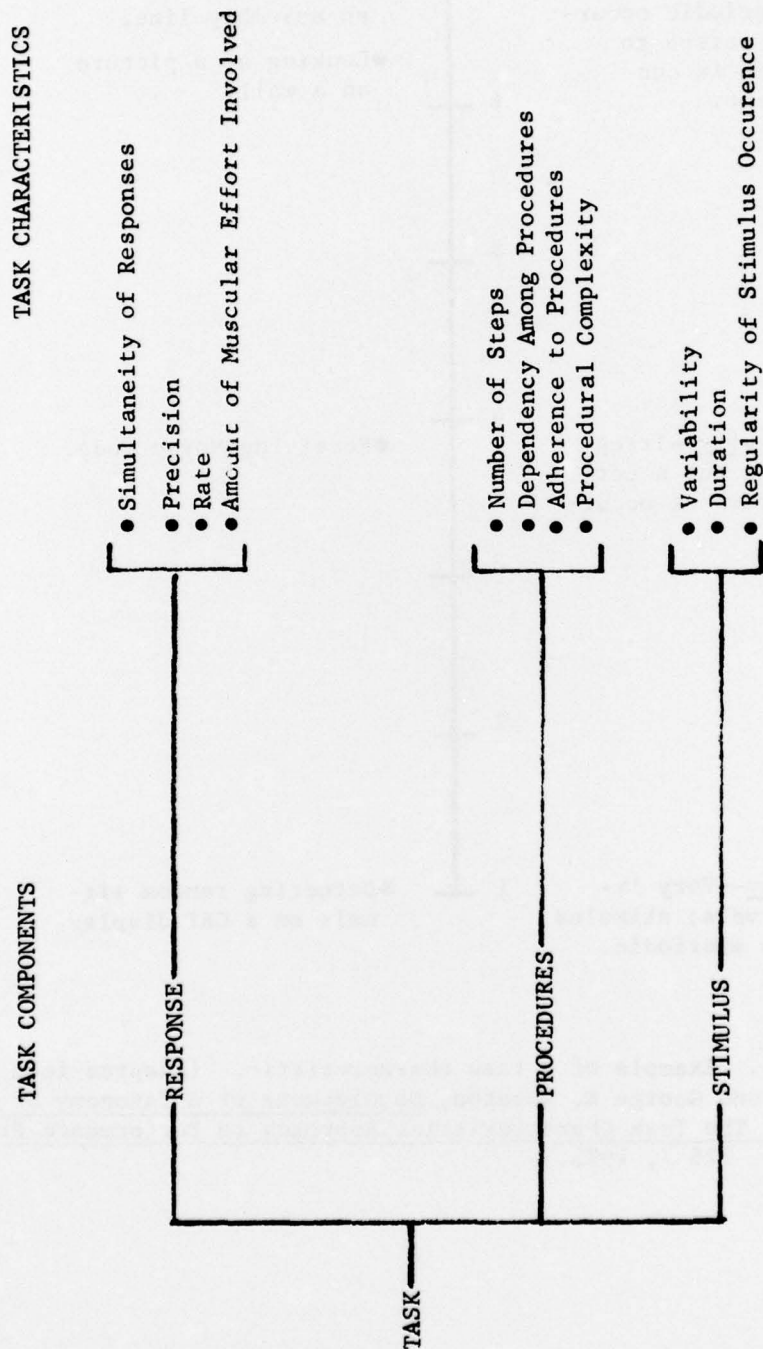 TASK COMPONENTS
TASK CHARACTERISTICS
TASK
RESPONSE
● Simultaneity of Responses
● Precision
● Rate
● Amount of Muscular Effort Involved
PROCEDURES
● Number of Steps
● Dependency Among Procedures
● Adherence to Procedures
● Procedural Complexity
STIMULUS
● Variability
● Duration
● Regularity of Stimulus Occurence